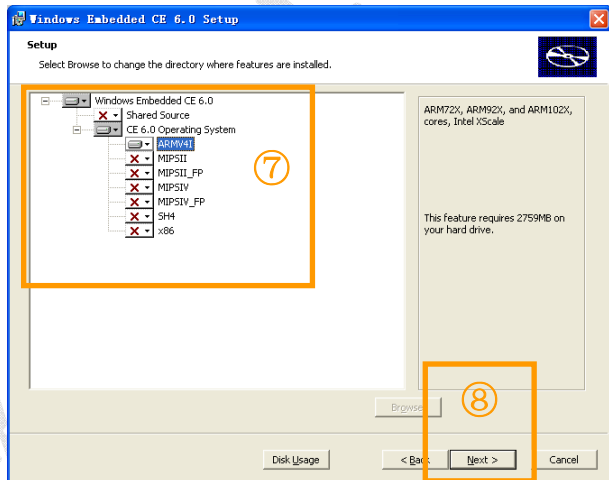 Windows Embedded CE 6.0 Setup
Setup
Select Browse to change the directory where features are installed.
Windows Embedded CE 6.0
Shared Source
CE 6.0 Operating System
ARMV4I
MIPSII
MIPSII_FP
MIPSIV
MIPSIV_FP
SH4
x86
⑦
ARM72X, ARM92X, and ARM102X,
cores, Intel XScale
This feature requires 2759MB on
your hard drive.
⑧
Browse
Disk Usage
< Back
Next >
Cancel